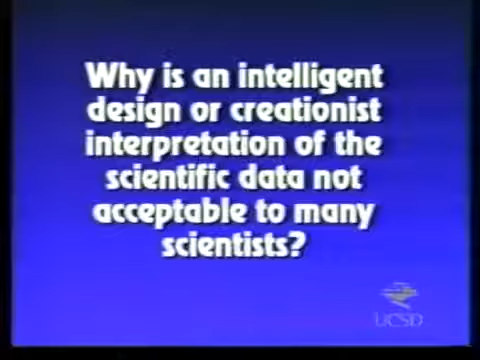 Why is an intelligent
design or creationist
interpretation of the
scientific data not
acceptable to many
scientists?
UCSD